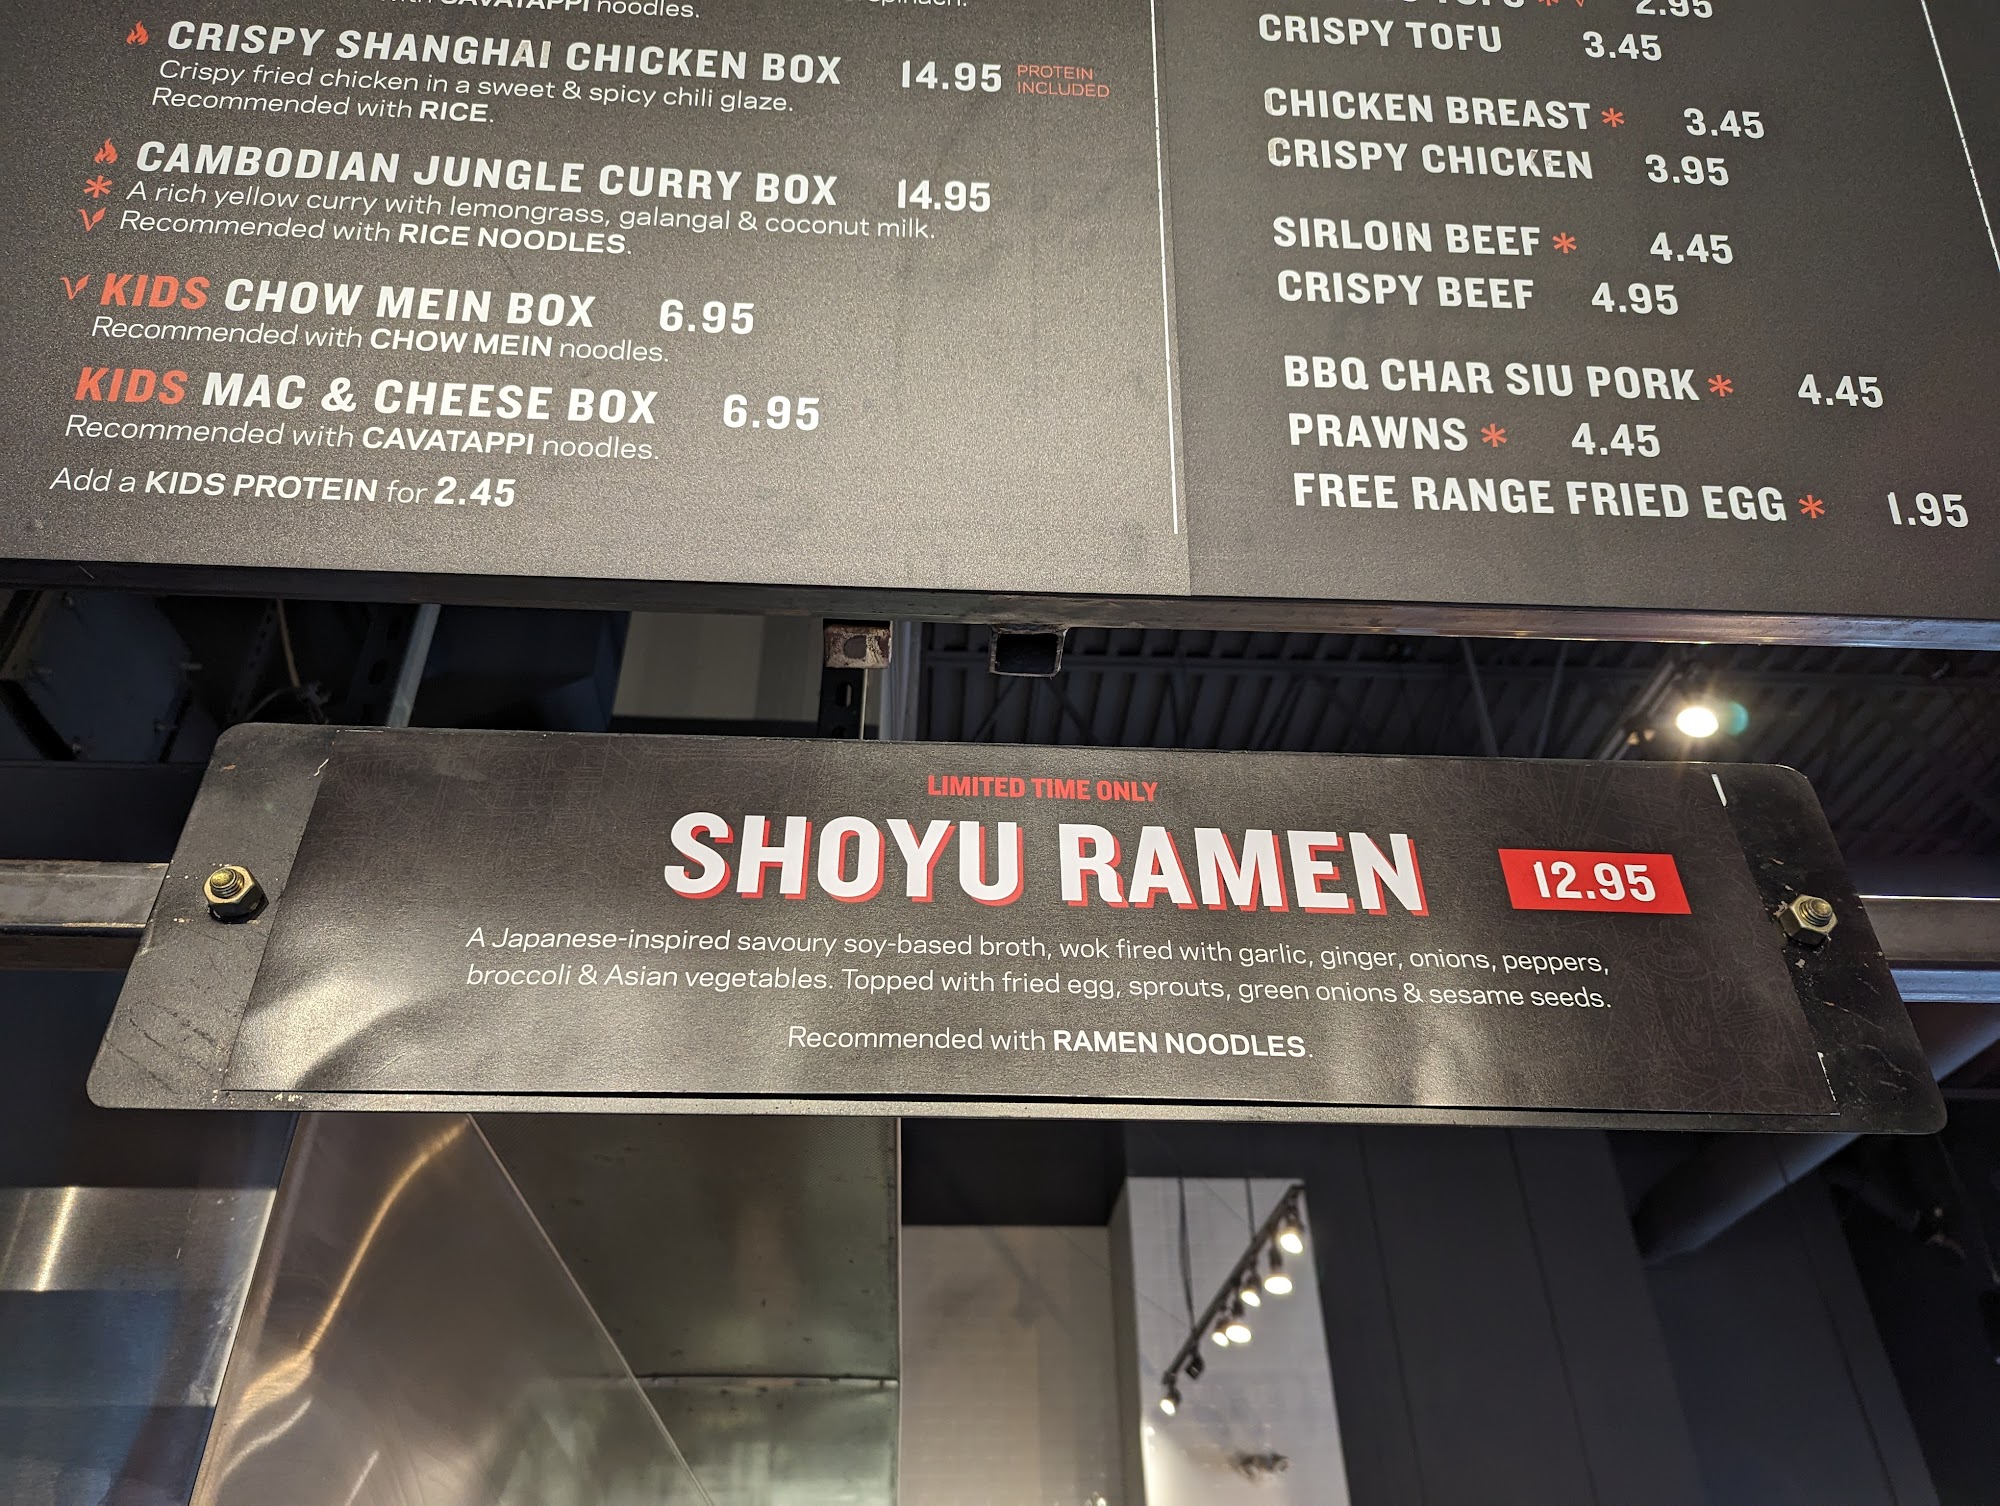 CAVATAPPI noodles.
CRISPY SHANGHAI CHICKEN BOX 14.95 PROTEIN INCLUDED
Crispy fried chicken in a sweet & spicy chili glaze.
Recommended with RICE.
CAMBODIAN JUNGLE CURRY BOX 14.95
* A rich yellow curry with lemongrass, galangal & coconut milk.
Recommended with RICE NOODLES.
KIDS CHOW MEIN BOX 6.95
Recommended with CHOW MEIN noodles.
KIDS MAC & CHEESE BOX 6.95
Recommended with CAVATAPPI noodles.
Add a KIDS PROTEIN for 2.45
2.95
CRISPY TOFU 3.45
CHICKEN BREAST * 3.45
CRISPY CHICKEN 3.95
SIRLOIN BEEF * 4.45
CRISPY BEEF 4.95
BBQ CHAR SIU PORK * 4.45
PRAWNS * 4.45
FREE RANGE FRIED EGG * 1.95
LIMITED TIME ONLY
SHOYU RAMEN 12.95
A Japanese-inspired savoury soy-based broth, wok fired with garlic, ginger, onions, peppers,
broccoli & Asian vegetables. Topped with fried egg, sprouts, green onions & sesame seeds.
Recommended with RAMEN NOODLES.